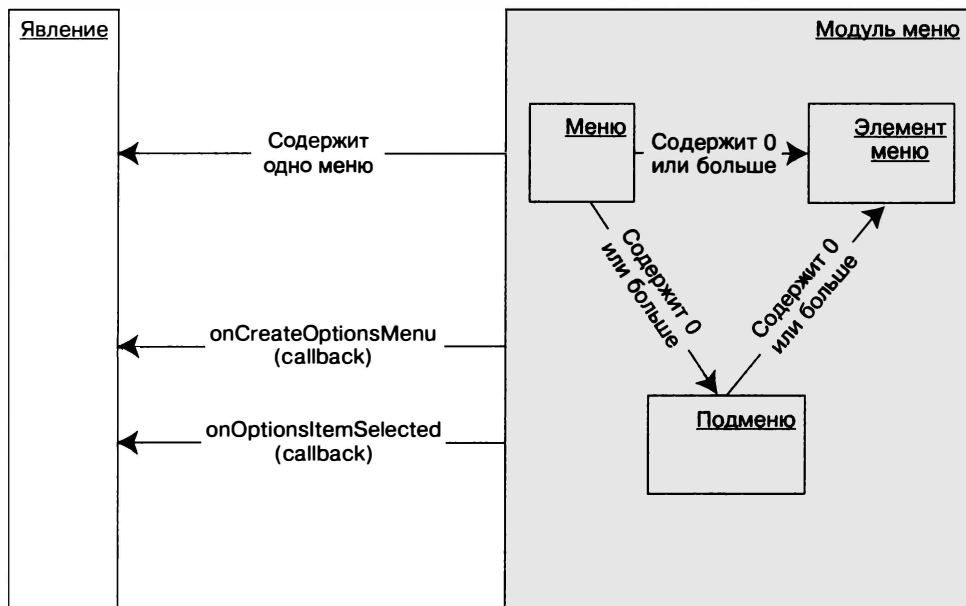 Явление
Модуль меню
Содержит
одно меню
Меню
Содержит 0
или больше
Элемент
меню
Содержит 0
или больше
Содержит 0
или больше
onCreateOptionsMenu
(callback)
Подменю
onOptionsItemSelected
(callback)